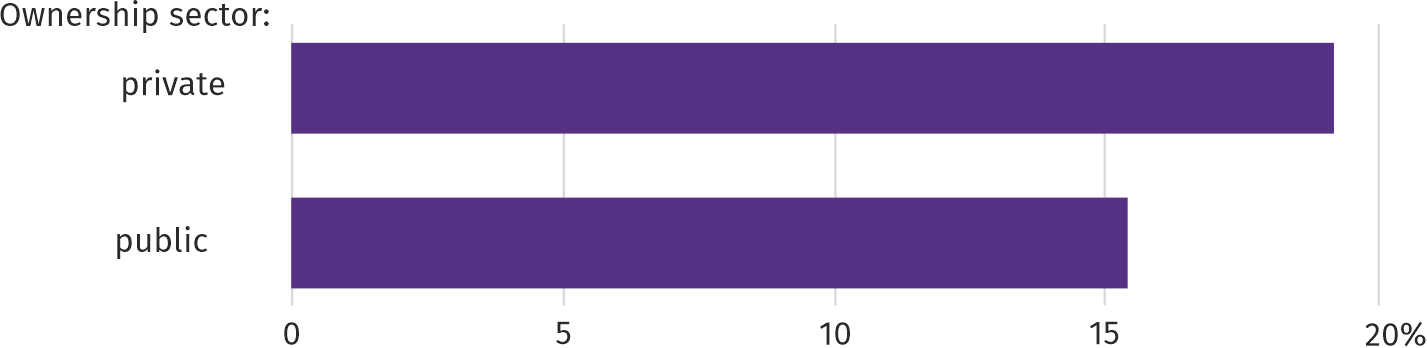 Ownership sector:
private
public
0 5 10 15 20%